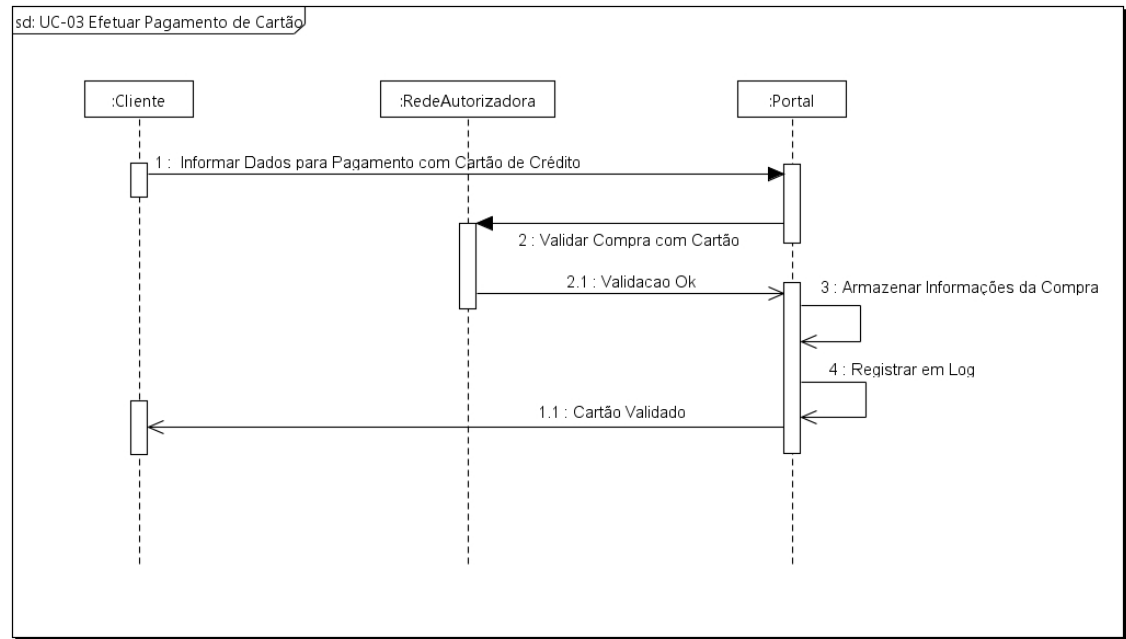 sd: UC-03 Efetuar Pagamento de Cartão
:Cliente
:RedeAutorizadora
:Portal
1 : Informar Dados para Pagamento com Cartão de Crédito
2 : Validar Compra com Cartão
2.1 : Validacao Ok
3 : Armazenar Informações da Compra
4 : Registrar em Log
1.1 : Cartão Validado